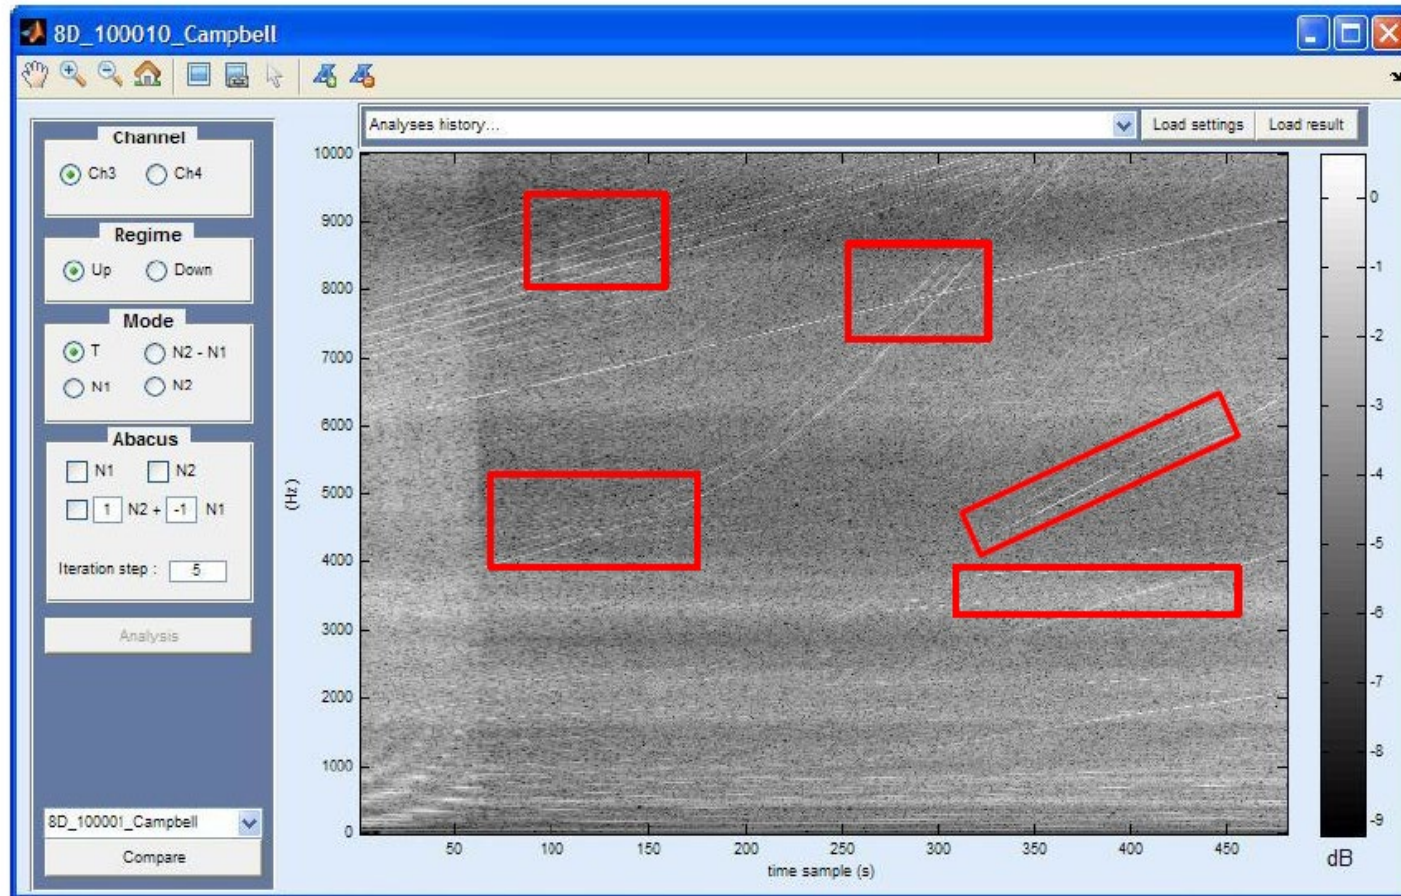 8D_100010_Campbell
Analyses history...
Load settings
Load result
Channel
Ch3
Ch4
Regime
Up
Down
Mode
T
N2 - N1
N1
N2
Abacus
N1
N2
1 N2 + -1 N1
Iteration step : 5
Analysis
8D_100001_Campbell
Compare
(Hz)
10000
9000
8000
7000
6000
5000
4000
3000
2000
1000
0
50 100 150 200 250 300 350 400 450
time sample (s)
0
-1
-2
-3
-4
-5
-6
-7
-8
-9
dB